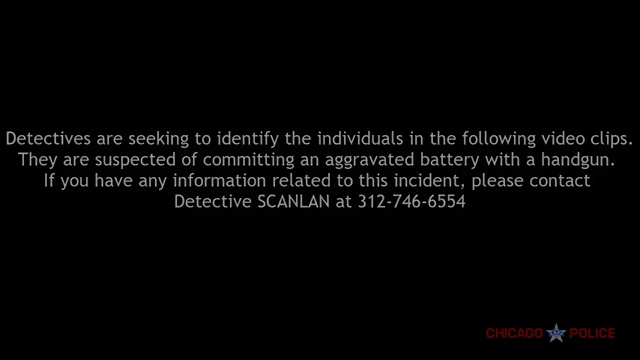 Detectives are seeking to identify the individuals in the following video clips.
They are suspected of committing an aggravated battery with a handgun.
If you have any information related to this incident, please contact
Detective SCANLAN at 312-746-6554
CHICAGO POLICE